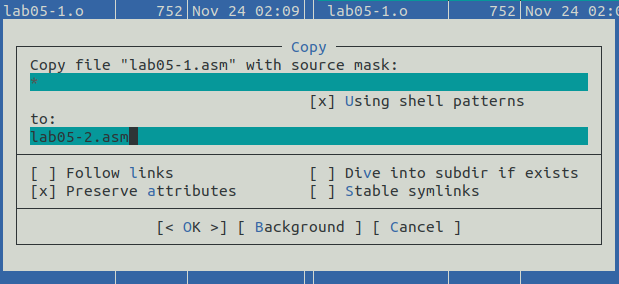 lab05-1.o 752 Nov 24 02:09 lab05-1.o 752 Nov 24 02:0
Copy
Copy file "lab05-1.asm" with source mask:
*
[x] Using shell patterns
to:
lab05-2.asm
[ ] Follow links [ ] Dive into subdir if exists
[x] Preserve attributes [ ] Stable symlinks
[< OK >] [ Background ] [ Cancel ]